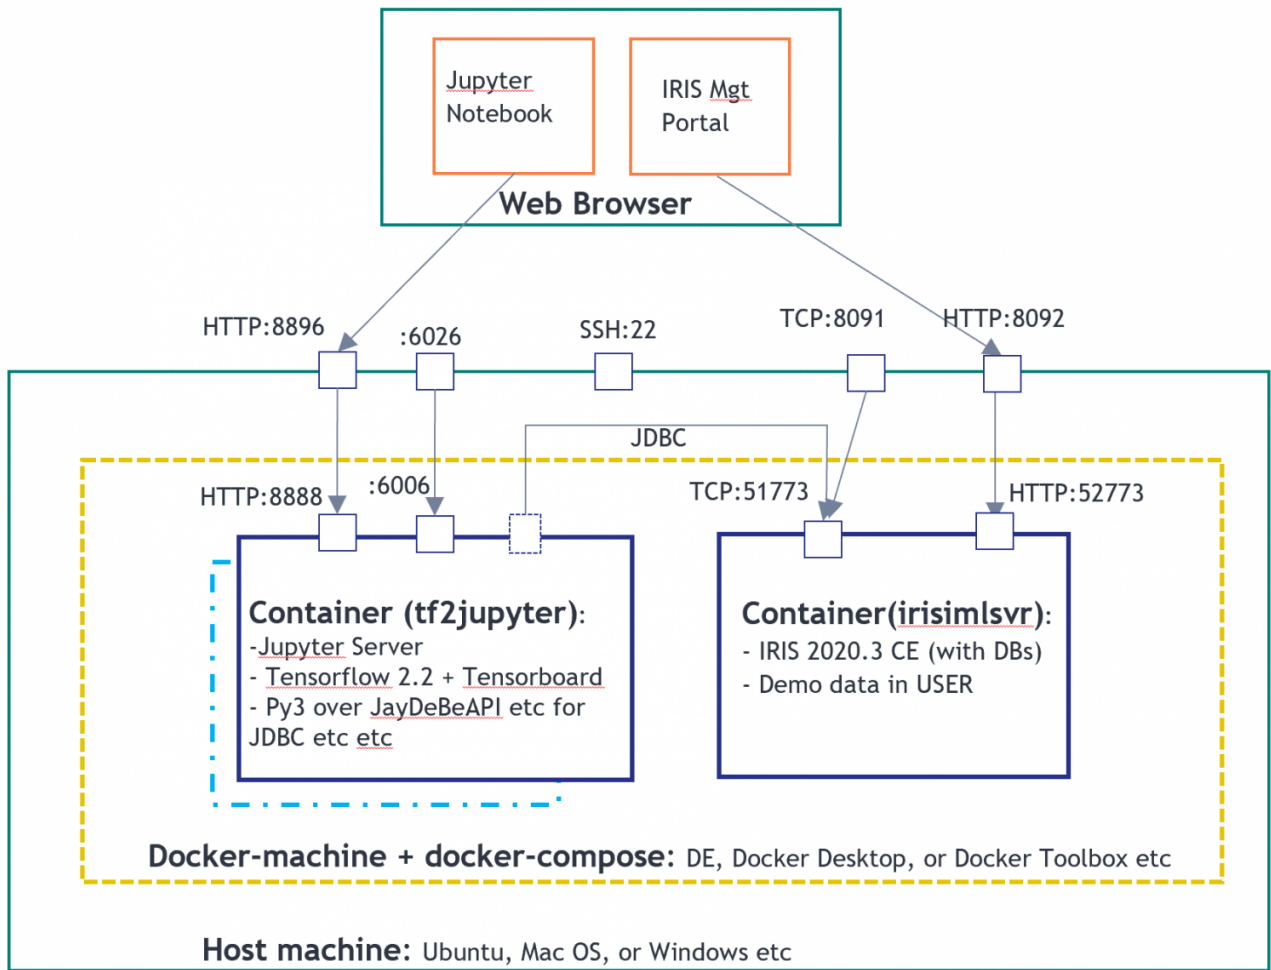 Jupyter
Notebook
IRIS Mgt
Portal
Web Browser
HTTP:8896
:6026
SSH:22
TCP:8091
HTTP:8092
JDBC
HTTP:8888
:6006
TCP:51773
HTTP:52773
Container (tf2jupyter):
-Jupyter Server
- Tensorflow 2.2 + Tensorboard
- Py3 over JayDeBeAPI etc for
JDBC etc etc
Container(irisimlsvr):
- IRIS 2020.3 CE (with DBs)
- Demo data in USER
Docker-machine + docker-compose: DE, Docker Desktop, or Docker Toolbox etc
Host machine: Ubuntu, Mac OS, or Windows etc